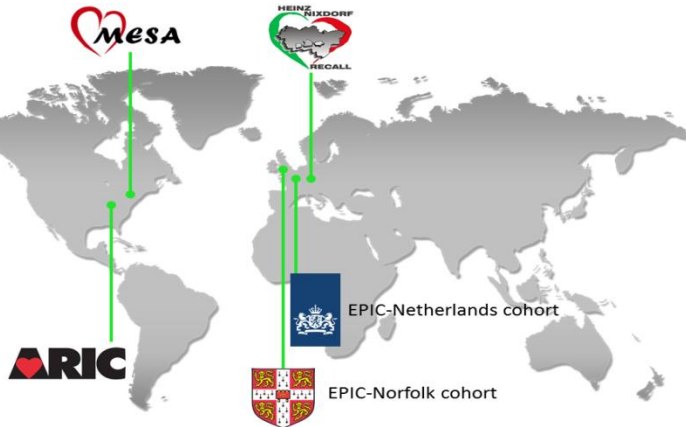 MESA
HEINZ
NIXDORF
RECALL
EPIC-Netherlands cohort
ARIC
EPIC-Norfolk cohort